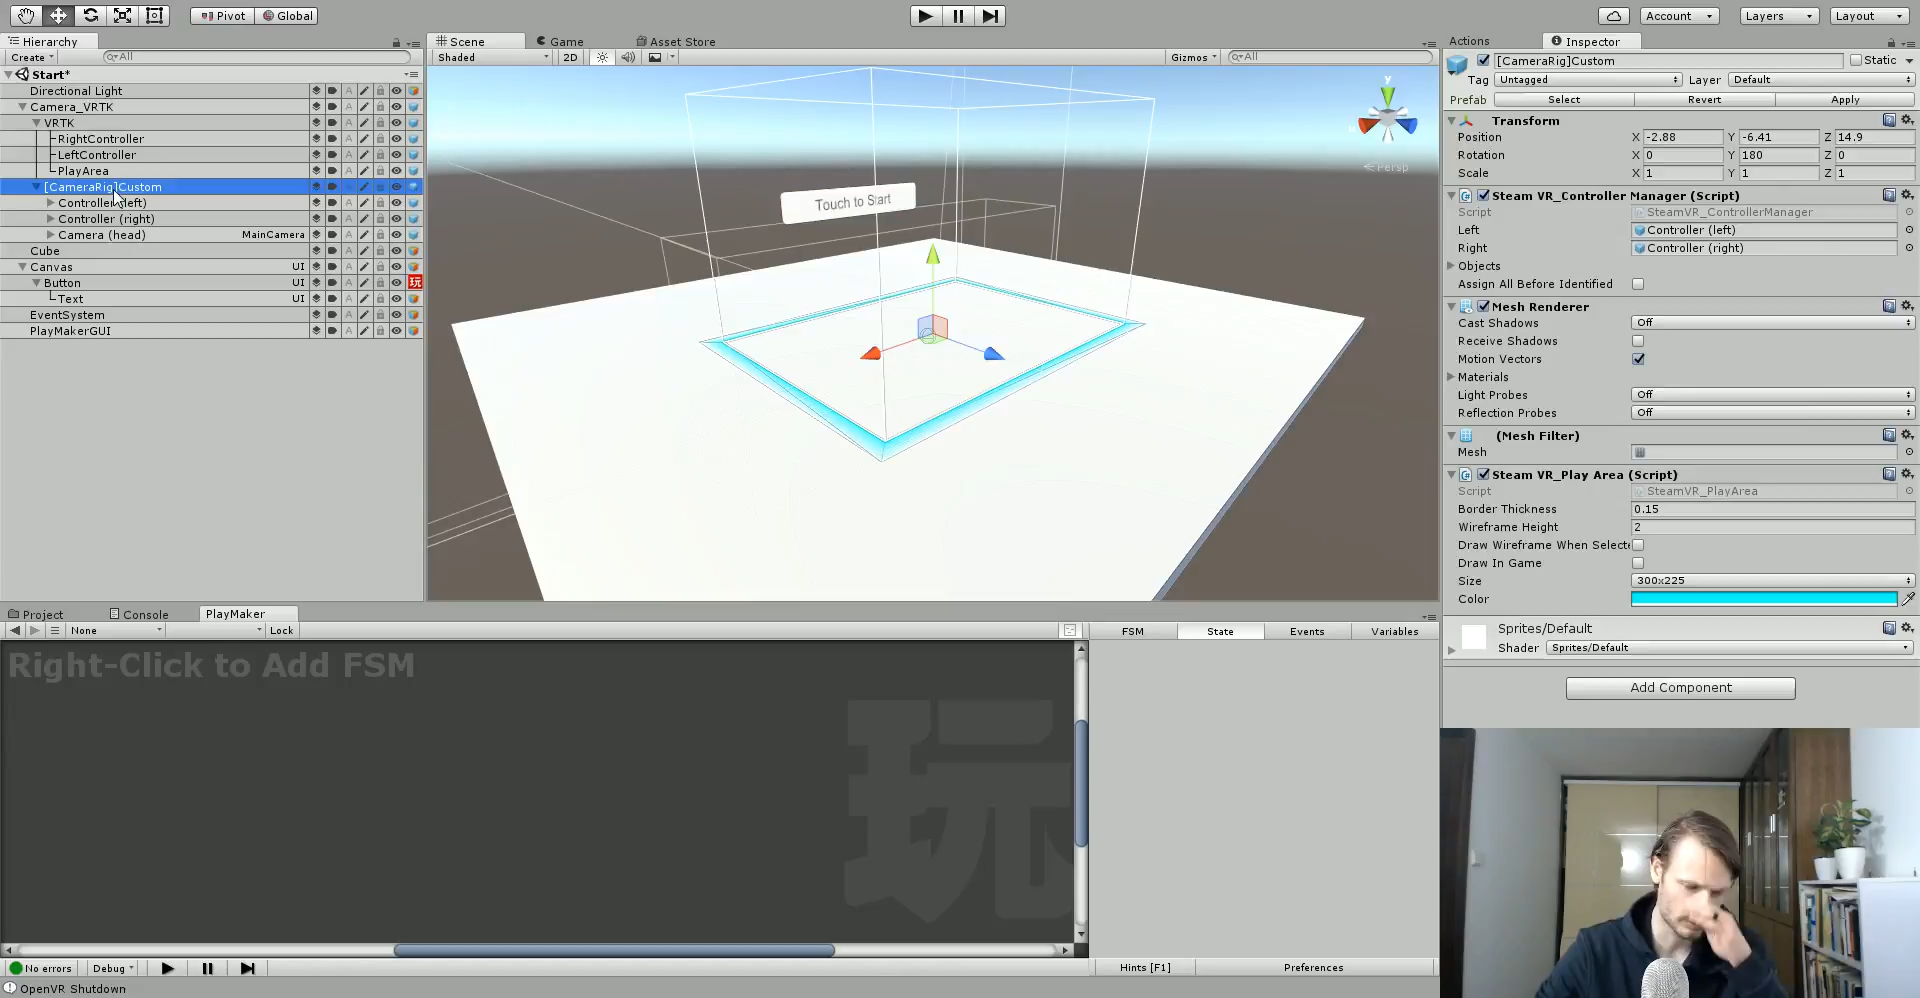 Pivot
Global
Account
Layers
Layout
Hierarchy
Scene
Game
Asset Store
Actions
Inspector
Create
All
Shaded
2D
Gizmos
All
[CameraRig]Custom
Static
Start*
Tag
Untagged
Layer
Default
Directional Light
Prefab
Select
Revert
Apply
Camera_VRTK
VRTK
RightController
LeftController
PlayArea
[CameraRig]Custom
Controller (left)
Controller (right)
Camera (head)
MainCamera
Cube
Canvas
UI
Button
UI
玩
Text
UI
EventSystem
PlayMakerGUI
y
Persp
Touch to Start
Transform
Position
X -2.88
Y -6.41
Z 14.9
Rotation
X 0
Y 180
Z 0
Scale
X 1
Y 1
Z 1
Steam VR_Controller Manager (Script)
Script
SteamVR_ControllerManager
Left
Controller (left)
Right
Controller (right)
Objects
Assign All Before Identified
Mesh Renderer
Cast Shadows
Off
Receive Shadows
Motion Vectors
Materials
Light Probes
Off
Reflection Probes
Off
(Mesh Filter)
Mesh
Steam VR_Play Area (Script)
Script
SteamVR_PlayArea
Border Thickness
0.15
Wireframe Height
2
Draw Wireframe When Selecte
Draw In Game
Size
300x225
Color
Sprites/Default
Shader
Sprites/Default
Add Component
Project
Console
PlayMaker
None
Lock
FSM
State
Events
Variables
Right-Click to Add FSM
玩
No errors
Debug
Hints [F1]
Preferences
OpenVR Shutdown